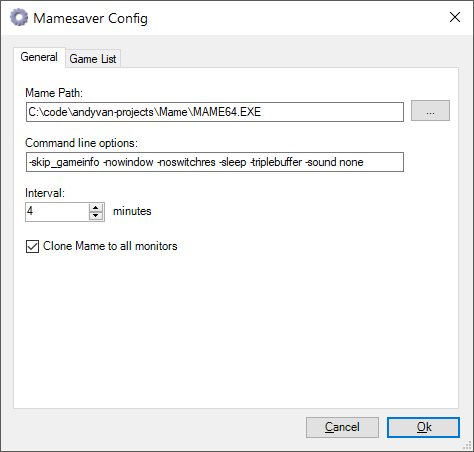 Mamesaver Config
General Game List
Mame Path:
C:\code\andyvan-projects\Mame\MAME64.EXE ...
Command line options:
-skip_gameinfo -nowindow -noswitchres -sleep -triplebuffer -sound none
Interval:
4 minutes
Clone Mame to all monitors
Cancel Ok